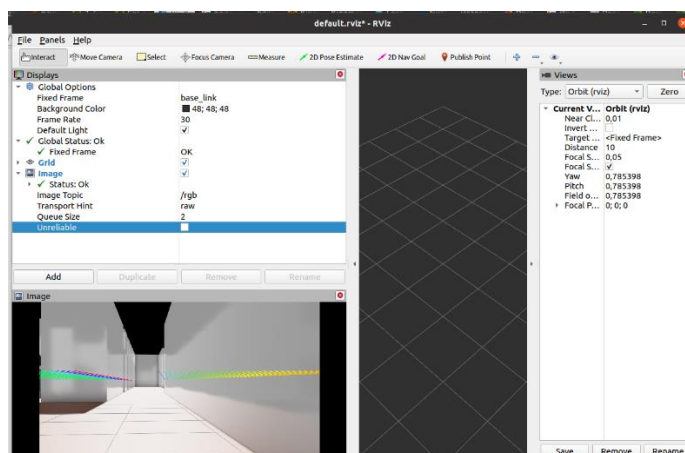 default.rviz* - RViz
File Panels Help
Interact Move Camera Select Focus Camera Measure 2D Pose Estimate 2D Nav Goal Publish Point
Displays
Global Options
Fixed Frame base_link
Background Color 48; 48; 48
Frame Rate 30
Default Light
Global Status: Ok
Fixed Frame OK
Grid
Image
Status: Ok
Image Topic /rgb
Transport Hint raw
Queue Size 2
Unreliable
Add Duplicate Remove Rename
Image
Views
Type: Orbit (rviz) Zero
Current V... Orbit (rviz)
Near Cl... 0,01
Invert ...
Target ... <Fixed Frame>
Distance 10
Focal S... 0,05
Focal S...
Yaw 0,785398
Pitch 0,785398
Field o... 0,785398
Focal P... 0; 0; 0
Save Remove Rename